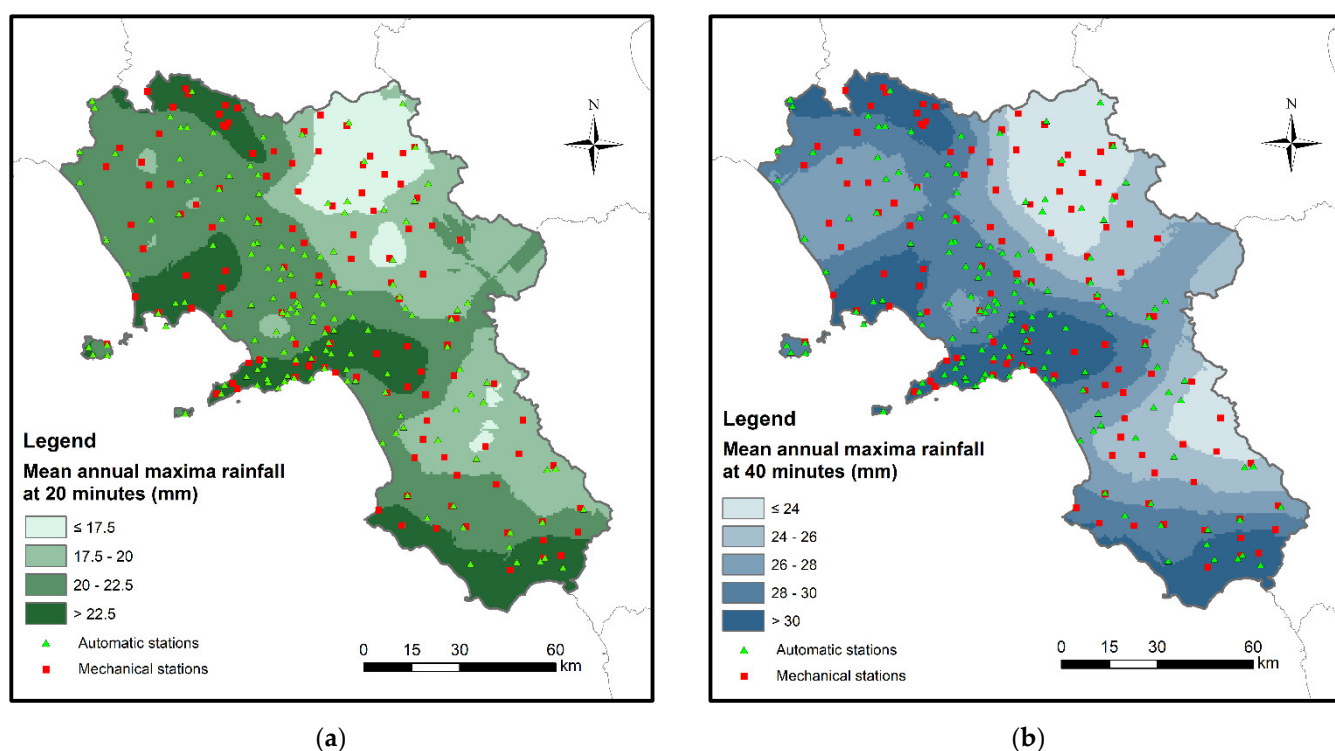 N
Legend
Mean annual maxima rainfall
at 20 minutes (mm)
≤ 17.5
17.5 - 20
20 - 22.5
> 22.5
Automatic stations
Mechanical stations
0 15 30 60
km
(a)
N
Legend
Mean annual maxima rainfall
at 40 minutes (mm)
≤ 24
24 - 26
26 - 28
28 - 30
> 30
Automatic stations
Mechanical stations
0 15 30 60
km
(b)